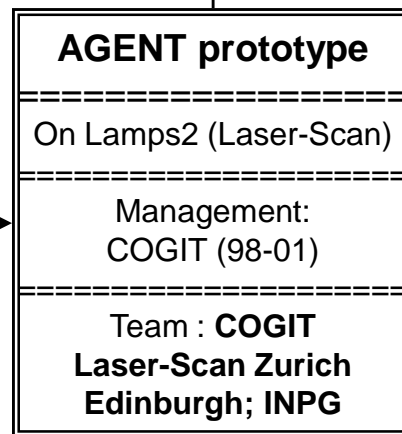 AGENT prototype
====================
On Lamps2 (Laser-Scan)
====================
Management:
COGIT (98-01)
====================
Team : COGIT
Laser-Scan Zurich
Edinburgh; INPG